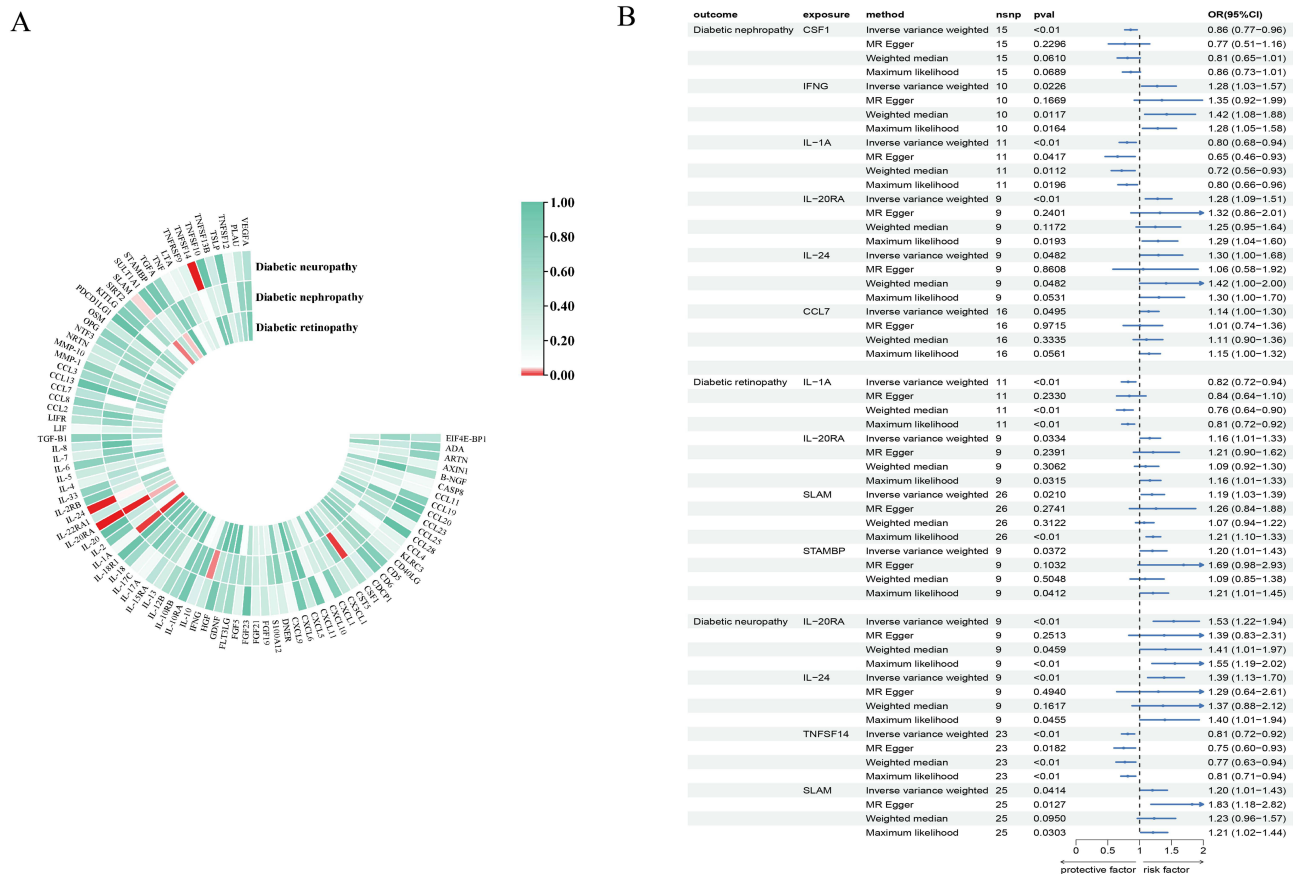 A
B
VEGFA
PLAU
TNFSF12
TSLP
TNFSF13B
TNFSF10
TNFSF14
TNFRSF9
LTA
TNF
TGFA
STAMBP
SULT1A1
SLAM
SIRT2
KITLG
PDCD1LG1
OSM
OPG
NTF3
NRTN
MMP-10
MMP-1
CCL3
CCL13
CCL7
CCL8
CCL2
LIFR
LIF
TGF-B1
IL-8
IL-7
IL-6
IL-5
IL-4
IL-33
IL-2RB
IL-24
IL-22RA1
IL-20RA
IL-20
IL-2
IL-1A
IL-18R1
IL-18
IL-17C
IL-17A
IL-15RA
IL-13
IL-12B
IL-10RB
IL-10RA
IL-10
IFNG
HGF
GDNF
FLT3LG
FGF5
FGF23
FGF21
FGF19
S100A12
DNER
CXCL9
CXCL6
CXCL5
CXCL11
CXCL10
CXCL1
CX3CL1
CST5
CSF1
CDCP1
CD6
CD5
CD40LG
KLRC3
CCL4
CCL28
CCL25
CCL23
CCL20
CCL19
CCL11
CASP8
B-NGF
AXIN1
ARTN
ADA
EIF4E-BP1
Diabetic neuropathy
Diabetic nephropathy
Diabetic retinopathy
1.00
0.80
0.60
0.40
0.20
0.00
outcome exposure method nsnp pval OR(95%CI)
Diabetic nephropathy CSF1 Inverse variance weighted 15 <0.01 0.86 (0.77−0.96)
MR Egger 15 0.2296 0.77 (0.51−1.16)
Weighted median 15 0.0610 0.81 (0.65−1.01)
Maximum likelihood 15 0.0689 0.86 (0.73−1.01)
IFNG Inverse variance weighted 10 0.0226 1.28 (1.03−1.57)
MR Egger 10 0.1669 1.35 (0.92−1.99)
Weighted median 10 0.0117 1.42 (1.08−1.88)
Maximum likelihood 10 0.0164 1.28 (1.05−1.58)
IL−1A Inverse variance weighted 11 <0.01 0.80 (0.68−0.94)
MR Egger 11 0.0417 0.65 (0.46−0.93)
Weighted median 11 0.0112 0.72 (0.56−0.93)
Maximum likelihood 11 0.0196 0.80 (0.66−0.96)
IL−20RA Inverse variance weighted 9 <0.01 1.28 (1.09−1.51)
MR Egger 9 0.2401 1.32 (0.86−2.01)
Weighted median 9 0.1172 1.25 (0.95−1.64)
Maximum likelihood 9 0.0193 1.29 (1.04−1.60)
IL−24 Inverse variance weighted 9 0.0482 1.30 (1.00−1.68)
MR Egger 9 0.8608 1.06 (0.58−1.92)
Weighted median 9 0.0482 1.42 (1.00−2.00)
Maximum likelihood 9 0.0531 1.30 (1.00−1.70)
CCL7 Inverse variance weighted 16 0.0495 1.14 (1.00−1.30)
MR Egger 16 0.9715 1.01 (0.74−1.36)
Weighted median 16 0.3335 1.11 (0.90−1.36)
Maximum likelihood 16 0.0561 1.15 (1.00−1.32)
Diabetic retinopathy IL−1A Inverse variance weighted 11 <0.01 0.82 (0.72−0.94)
MR Egger 11 0.2330 0.84 (0.64−1.10)
Weighted median 11 <0.01 0.76 (0.64−0.90)
Maximum likelihood 11 <0.01 0.81 (0.72−0.92)
IL−20RA Inverse variance weighted 9 0.0334 1.16 (1.01−1.33)
MR Egger 9 0.2391 1.21 (0.90−1.62)
Weighted median 9 0.3062 1.09 (0.92−1.30)
Maximum likelihood 9 0.0315 1.16 (1.01−1.33)
SLAM Inverse variance weighted 26 0.0210 1.19 (1.03−1.39)
MR Egger 26 0.2741 1.26 (0.84−1.88)
Weighted median 26 0.3122 1.07 (0.94−1.22)
Maximum likelihood 26 <0.01 1.21 (1.10−1.33)
STAMBP Inverse variance weighted 9 0.0372 1.20 (1.01−1.43)
MR Egger 9 0.1032 1.69 (0.98−2.93)
Weighted median 9 0.5048 1.09 (0.85−1.38)
Maximum likelihood 9 0.0412 1.21 (1.01−1.45)
Diabetic neuropathy IL−20RA Inverse variance weighted 9 <0.01 1.53 (1.22−1.94)
MR Egger 9 0.2513 1.39 (0.83−2.31)
Weighted median 9 0.0459 1.41 (1.01−1.97)
Maximum likelihood 9 <0.01 1.55 (1.19−2.02)
IL−24 Inverse variance weighted 9 <0.01 1.39 (1.13−1.70)
MR Egger 9 0.4940 1.29 (0.64−2.61)
Weighted median 9 0.1617 1.37 (0.88−2.12)
Maximum likelihood 9 0.0455 1.40 (1.01−1.94)
TNFSF14 Inverse variance weighted 23 <0.01 0.81 (0.72−0.92)
MR Egger 23 0.0182 0.75 (0.60−0.93)
Weighted median 23 <0.01 0.77 (0.63−0.94)
Maximum likelihood 23 <0.01 0.81 (0.71−0.94)
SLAM Inverse variance weighted 25 0.0414 1.20 (1.01−1.43)
MR Egger 25 0.0127 1.83 (1.18−2.82)
Weighted median 25 0.0950 1.23 (0.96−1.57)
Maximum likelihood 25 0.0303 1.21 (1.02−1.44)
0 0.5 1 1.5 2
protective factor risk factor